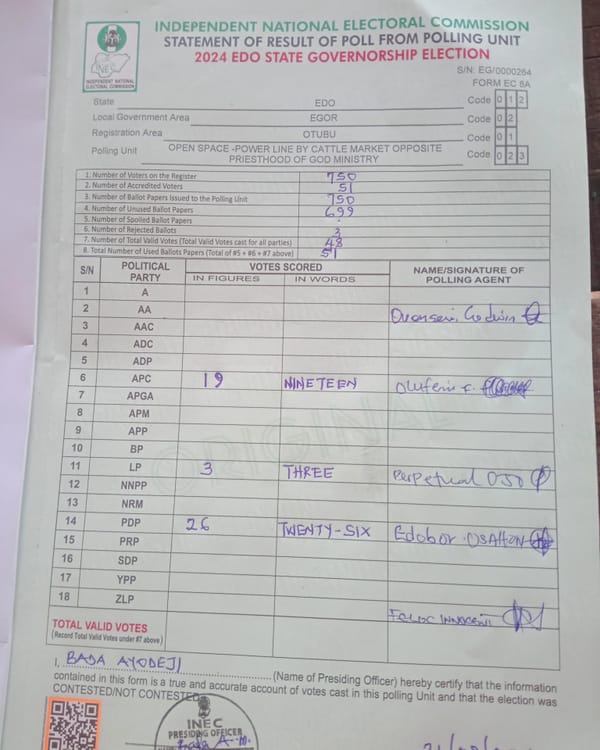 INDEPENDENT NATIONAL ELECTORAL COMMISSION
STATEMENT OF RESULT OF POLL FROM POLLING UNIT
2024 EDO STATE GOVERNORSHIP ELECTION
INEC
INDEPENDENT NATIONAL ELECTORAL COMMISSION
S/N: EG/0000264
FORM EC 8A
State EDO Code 0 1 2
Local Government Area EGOR Code 0 2
Registration Area OTUBU Code 0 1
Polling Unit OPEN SPACE -POWER LINE BY CATTLE MARKET OPPOSITE PRIESTHOOD OF GOD MINISTRY Code 0 2 3
1. Number of Voters on the Register 750
2. Number of Accredited Voters 51
3. Number of Ballot Papers Issued to the Polling Unit 750
4. Number of Unused Ballot Papers 699
5. Number of Spoiled Ballot Papers
6. Number of Rejected Ballots 3
7. Number of Total Valid Votes (Total Valid Votes cast for all parties) 48
8. Total Number of Used Ballots Papers (Total of #5 + #6 + #7 above) 51
S/N POLITICAL PARTY VOTES SCORED NAME/SIGNATURE OF POLLING AGENT
IN FIGURES IN WORDS
1 A
2 AA Godwin
3 AAC
4 ADC
5 ADP
6 APC 19 NINETEEN
7 APGA
8 APM
9 APP
10 BP
11 LP 3 THREE Perpetual OJO
12 NNPP
13 NRM
14 PDP 26 TWENTY-SIX Edobor
15 PRP
16 SDP
17 YPP
18 ZLP
INNOCENT
ORIGINAL
TOTAL VALID VOTES
(Record Total Valid Votes under #7 above)
I, BADA AYODEJI (Name of Presiding Officer) hereby certify that the information
contained in this form is a true and accurate account of votes cast in this polling Unit and that the election was
CONTESTED/NOT CONTESTED
INEC
PRESIDING OFFICER
Bada A.M.